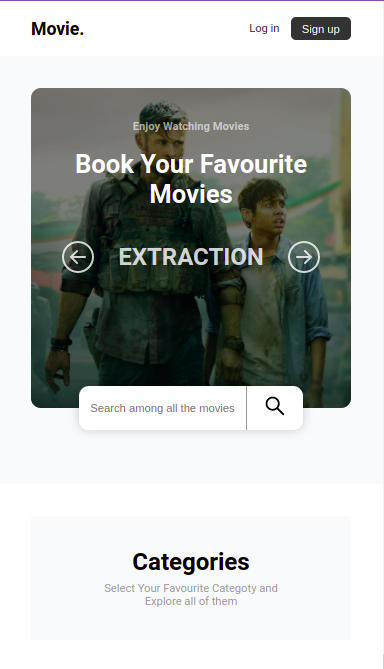 Movie.
Log in
Sign up
Enjoy Watching Movies
Book Your Favourite
Movies
EXTRACTION
Search among all the movies
Categories
Select Your Favourite Categoty and
Explore all of them